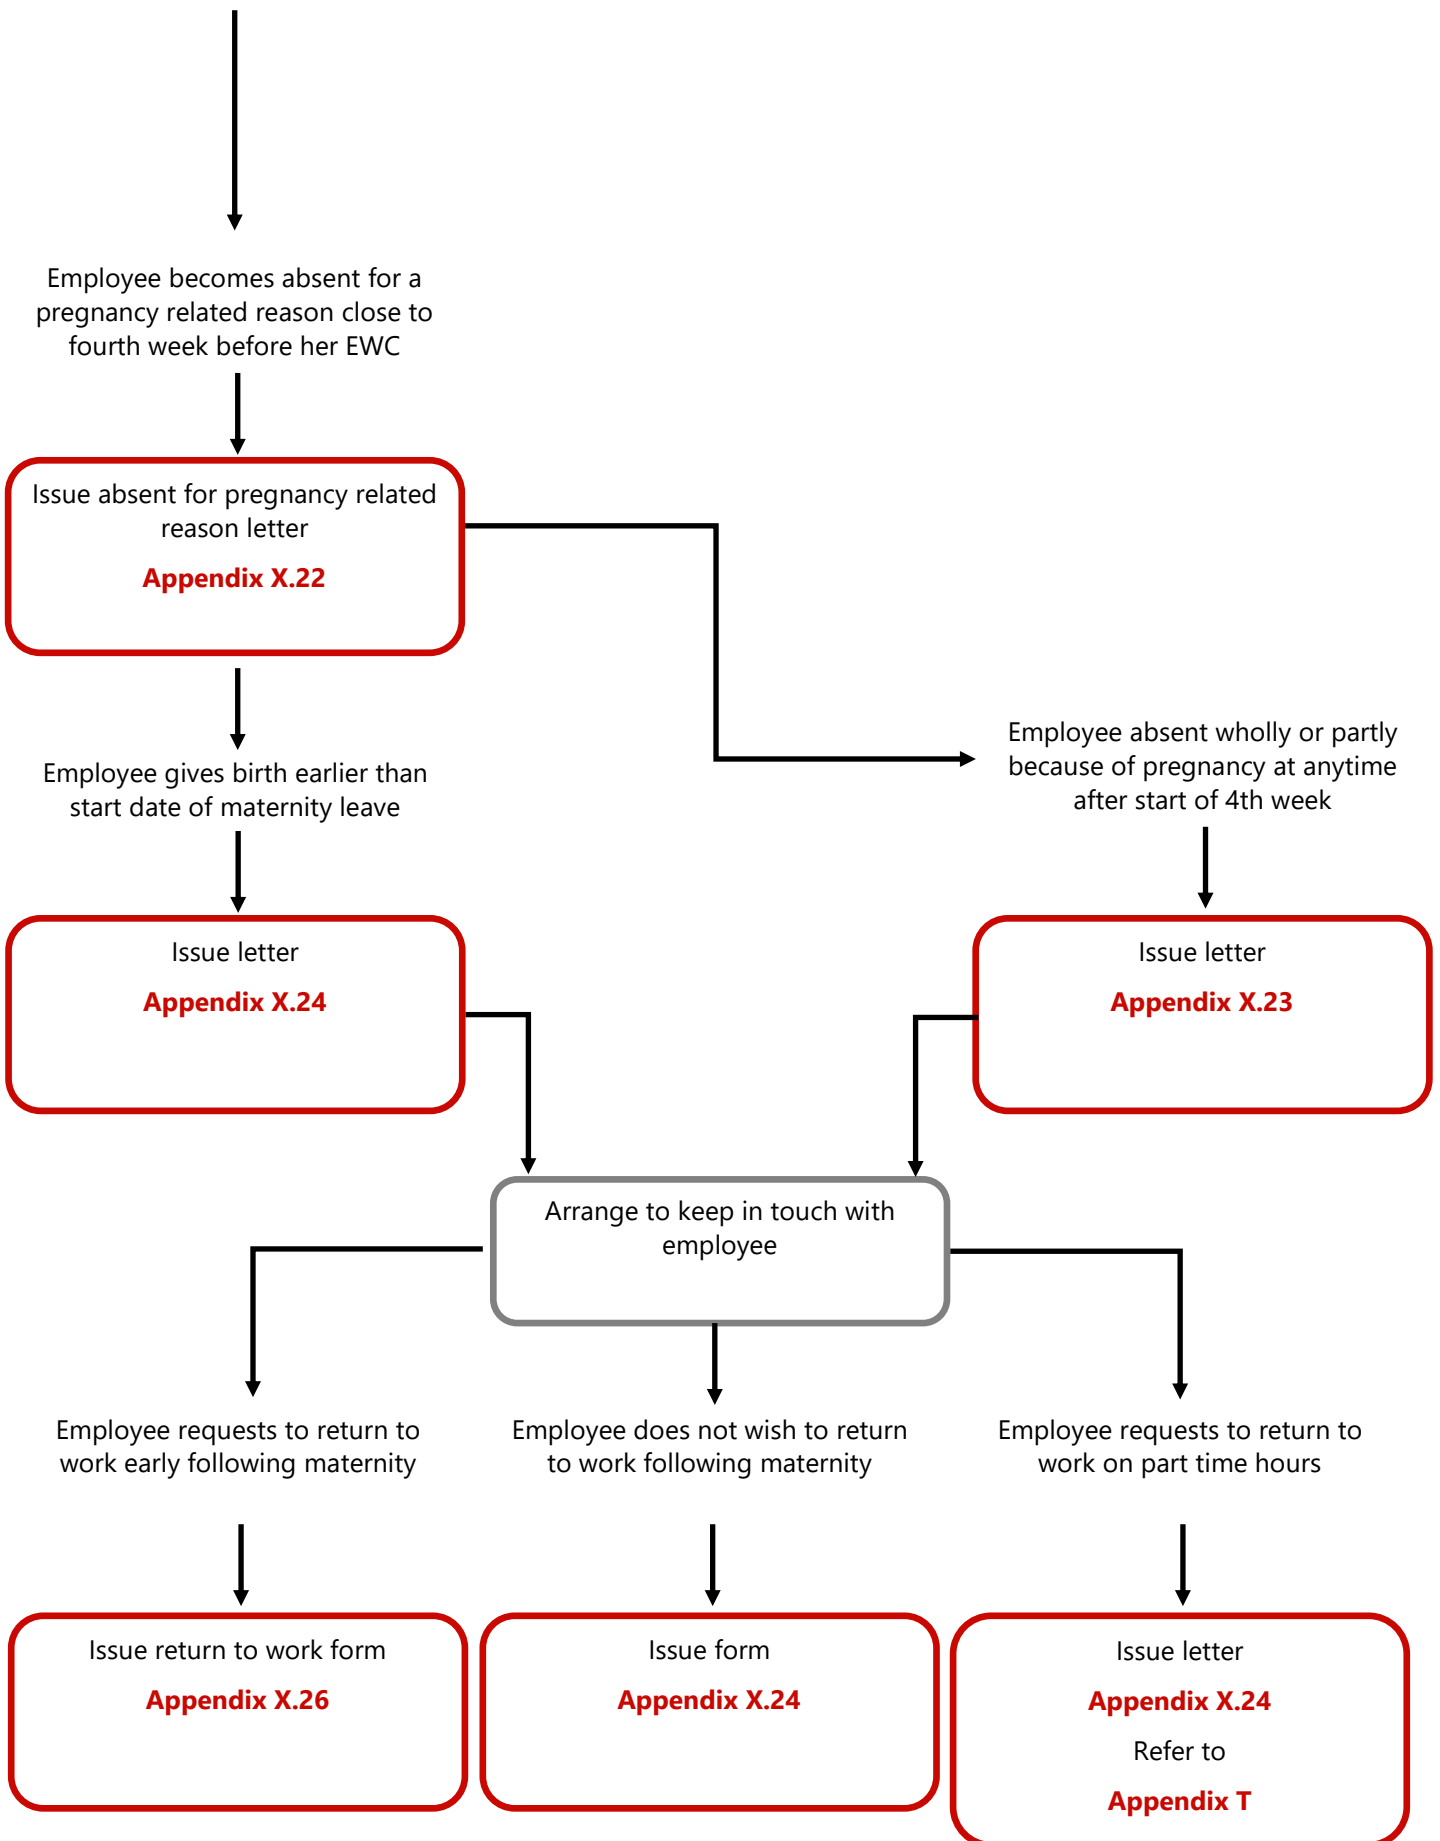 Employee becomes absent for a
pregnancy related reason close to
fourth week before her EWC
Issue absent for pregnancy related
reason letter
Appendix X.22
Employee gives birth earlier than
start date of maternity leave
Employee absent wholly or partly
because of pregnancy at anytime
after start of 4th week
Issue letter
Appendix X.24
Issue letter
Appendix X.23
Arrange to keep in touch with
employee
Employee requests to return to
work early following maternity
Employee does not wish to return
to work following maternity
Employee requests to return to
work on part time hours
Issue return to work form
Appendix X.26
Issue form
Appendix X.24
Issue letter
Appendix X.24
Refer to
Appendix T